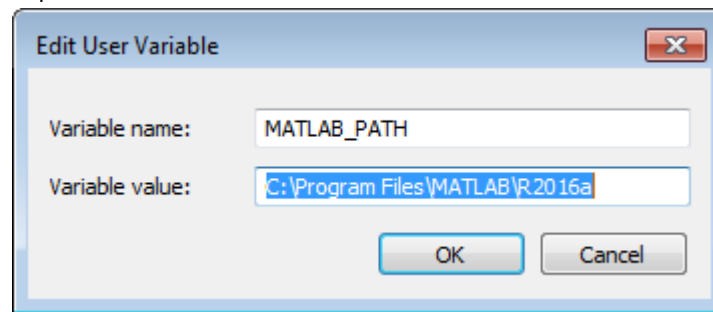 Edit User Variable
Variable name: MATLAB_PATH
Variable value: C:\Program Files\MATLAB\R2016a
OK Cancel